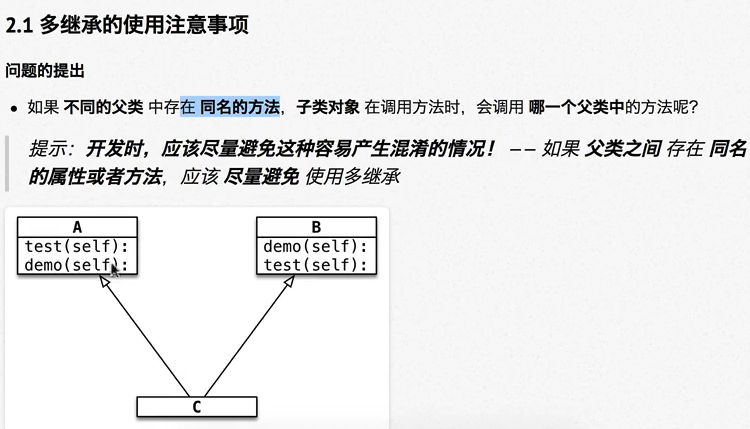 2.1 多继承的使用注意事项
问题的提出
• 如果 不同的父类 中存在 同名的方法，子类对象 在调用方法时，会调用 哪一个父类中的方法呢？
提示：开发时，应该尽量避免这种容易产生混淆的情况！ —— 如果 父类之间 存在 同名
的属性或者方法，应该 尽量避免 使用多继承
A
test(self):
demo(self):
B
demo(self):
test(self):
C